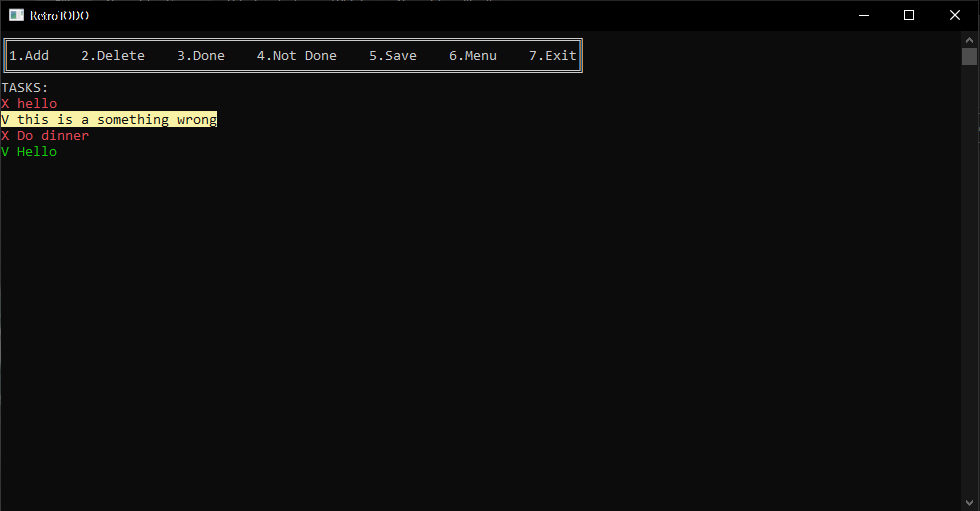 RetroTODO
1.Add 2.Delete 3.Done 4.Not Done 5.Save 6.Menu 7.Exit
TASKS:
X hello
V this is a something wrong
X Do dinner
V Hello